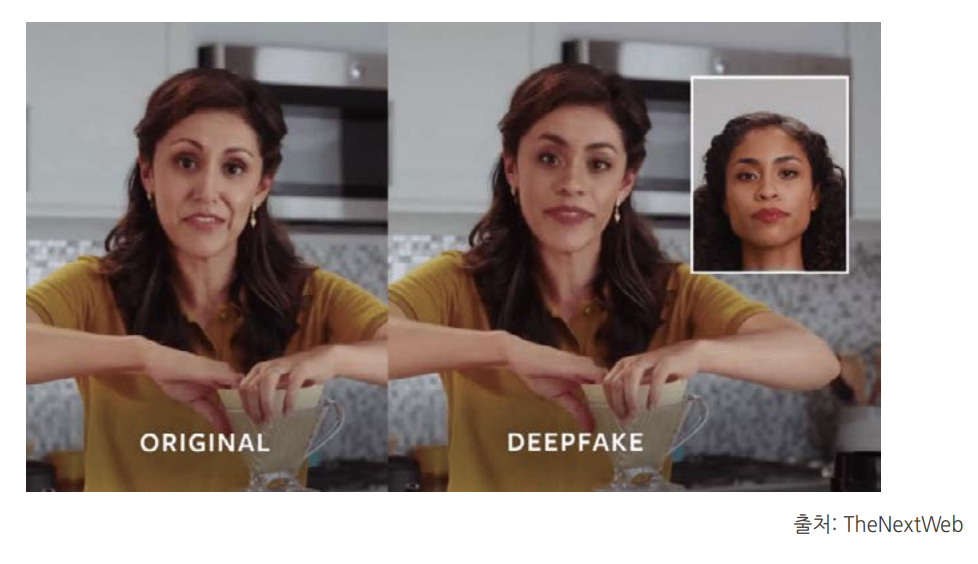 ORIGINAL
DEEPFAKE
출처: TheNextWeb